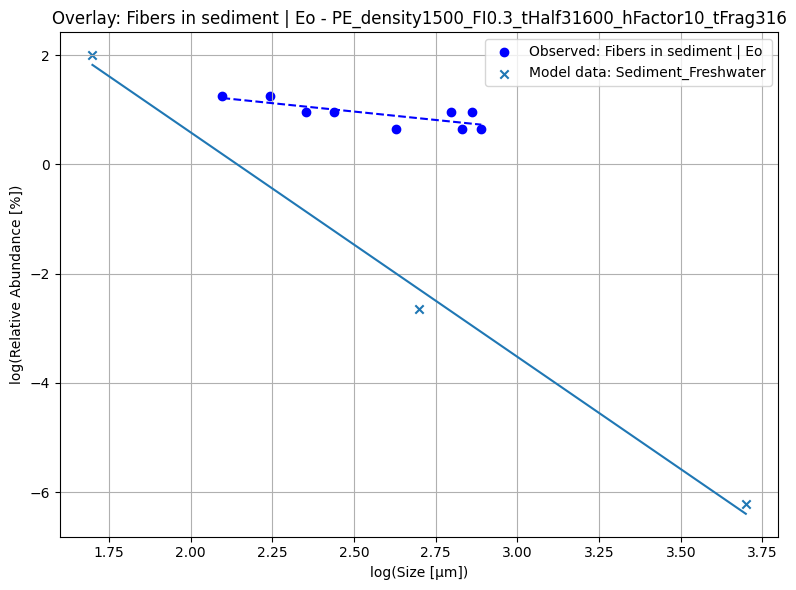 Overlay: Fibers in sediment | Eo - PE_density1500_FI0.3_tHalf31600_hFactor10_tFrag316
Observed: Fibers in sediment | Eo
Model data: Sediment_Freshwater
log(Relative Abundance [%])
2
0
−2
−4
−6
1.75 2.00 2.25 2.50 2.75 3.00 3.25 3.50 3.75
log(Size [μm])